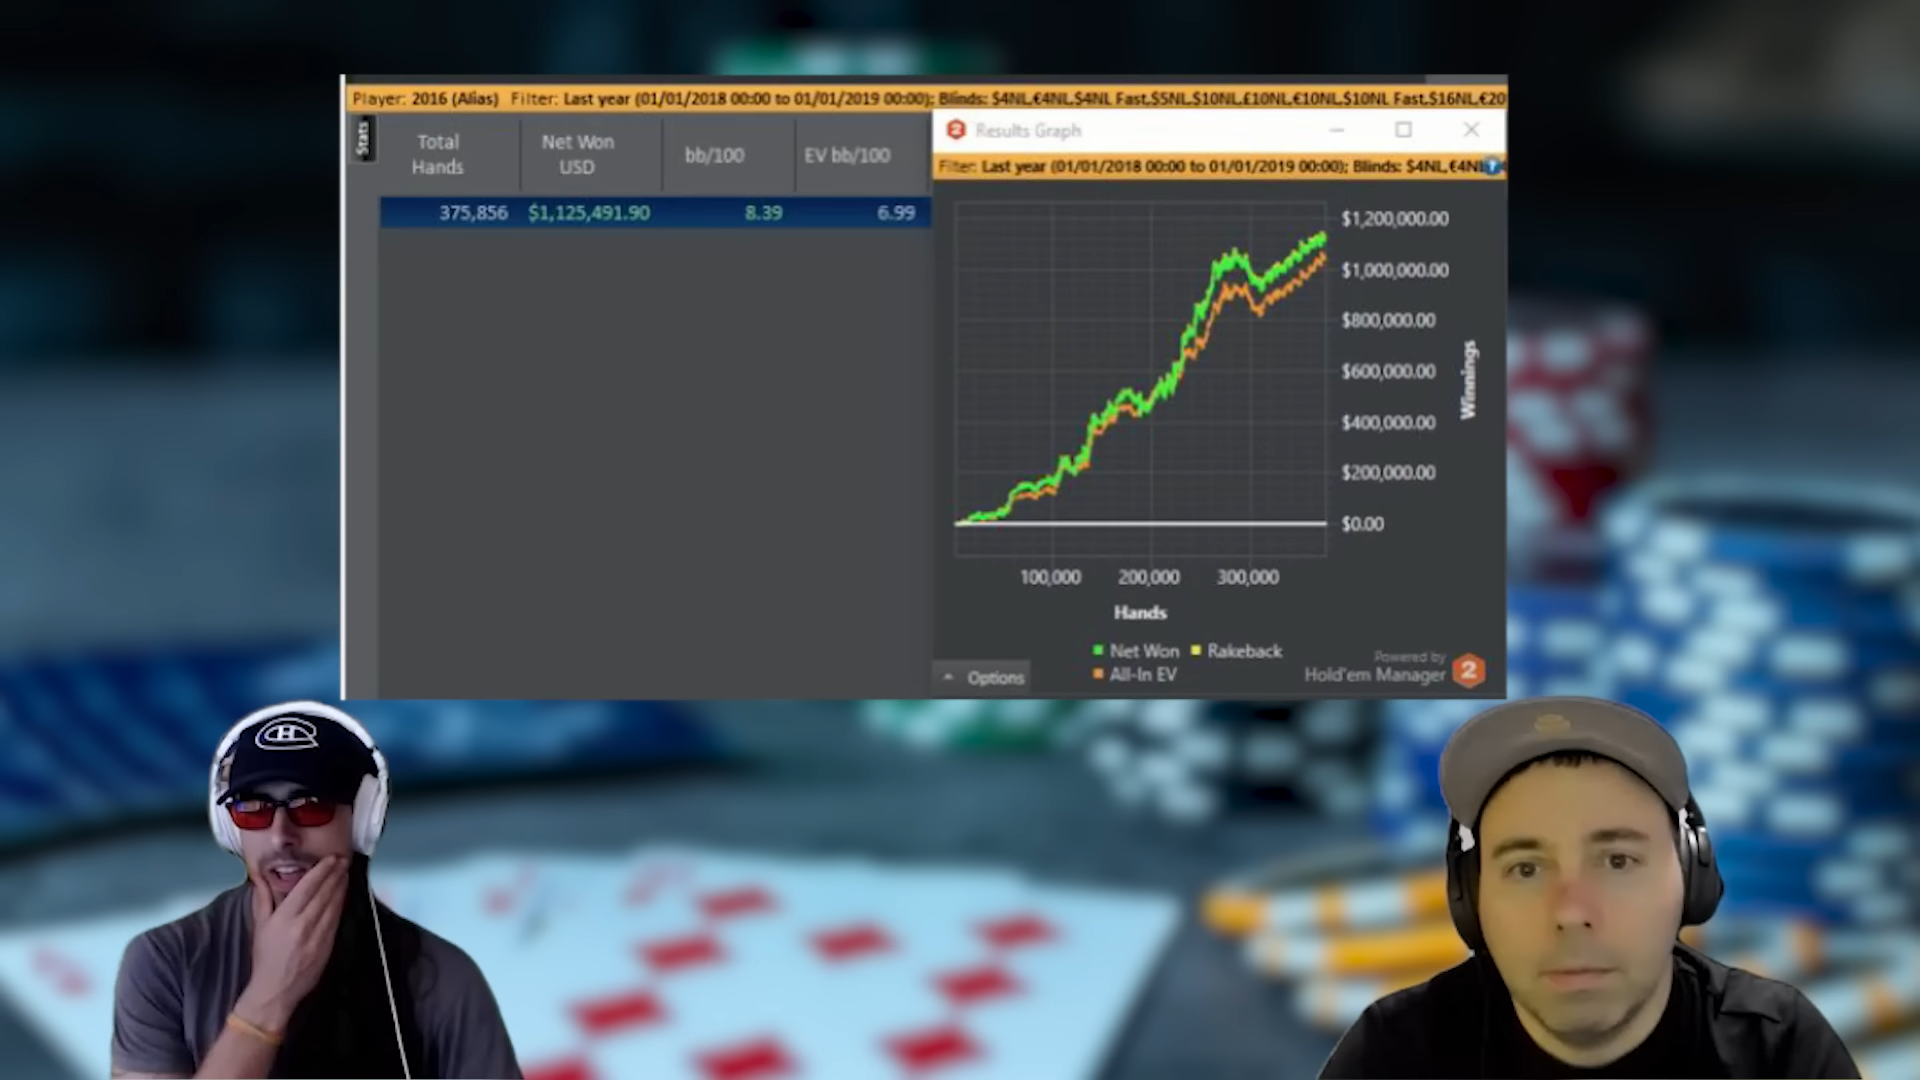 Player: 2016 (Alias) Filter: Last year (01/01/2018 00:00 to 01/01/2019 00:00); Blinds: $4NL,€4NL,$4NL Fast,$5NL,$10NL,£10NL,€10NL,$10NL Fast,$16NL,€20
Stats
Total Hands
Net Won USD
bb/100
EV bb/100
375,856 $1,125,491.90 8.39 6.99
2 Results Graph
Filter: Last year (01/01/2018 00:00 to 01/01/2019 00:00); Blinds: $4NL,€4NL
$1,200,000.00
$1,000,000.00
$800,000.00
$600,000.00
$400,000.00
$200,000.00
$0.00
Winnings
100,000 200,000 300,000
Hands
Net Won Rakeback
All-In EV
Options
Powered by
Hold'em Manager 2
H